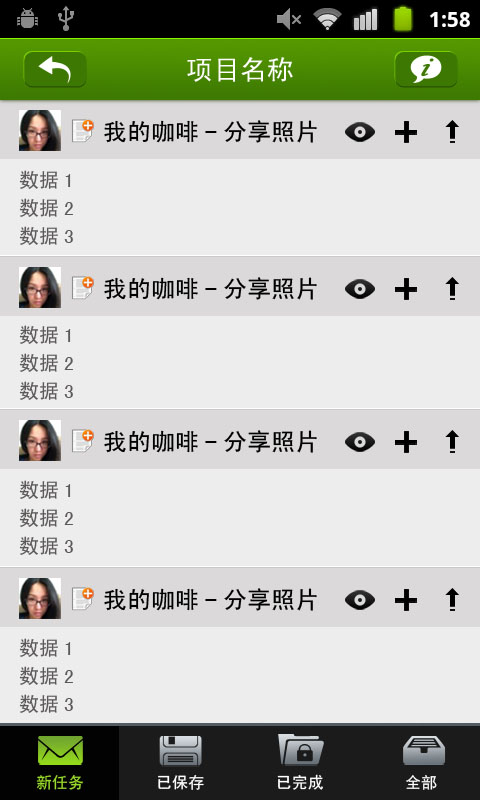 1:58
项目名称
我的咖啡 – 分享照片
数据 1
数据 2
数据 3
我的咖啡 – 分享照片
数据 1
数据 2
数据 3
我的咖啡 – 分享照片
数据 1
数据 2
数据 3
我的咖啡 – 分享照片
数据 1
数据 2
数据 3
新任务 已保存 已完成 全部